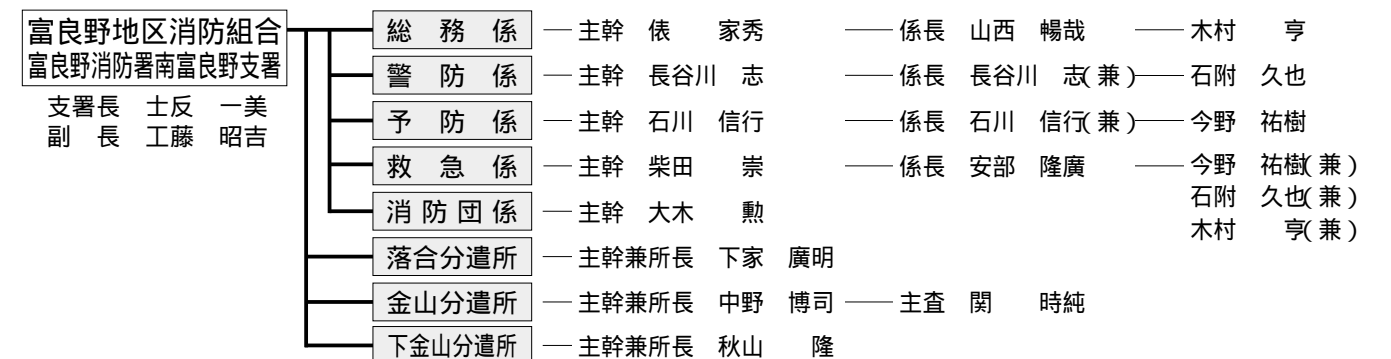 富良野地区消防組合
富良野消防署南富良野支署
支署長 士反 一美
副 長 工藤 昭吉
総 務 係 主幹 俵 家秀 係長 山西 暢哉 木村 亨
警 防 係 主幹 長谷川 志 係長 長谷川 志(兼) 石附 久也
予 防 係 主幹 石川 信行 係長 石川 信行(兼) 今野 祐樹
救 急 係 主幹 柴田 崇 係長 安部 隆廣 今野 祐樹(兼)
石附 久也(兼)
木村 亨(兼)
消 防 団 係 主幹 大木 勲
落合分遣所 主幹兼所長 下家 廣明
金山分遣所 主幹兼所長 中野 博司 主査 関 時純
下金山分遣所 主幹兼所長 秋山 隆